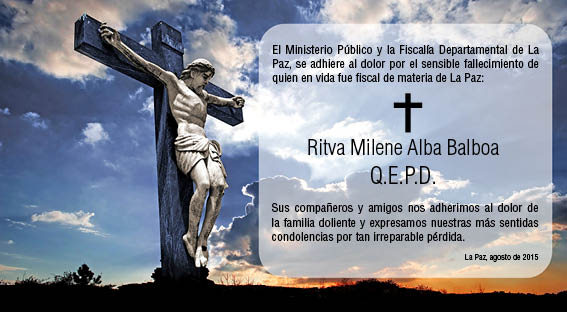 El Ministerio Público y la Fiscalía Departamental de La
Paz, se adhiere al dolor por el sensible fallecimiento de
quien en vida fue fiscal de materia de La Paz:
Ritva Milene Alba Balboa
Q.E.P.D.
Sus compañeros y amigos nos adherimos al dolor de
la familia doliente y expresamos nuestras más sentidas
condolencias por tan irreparable pérdida.
La Paz, agosto de 2015